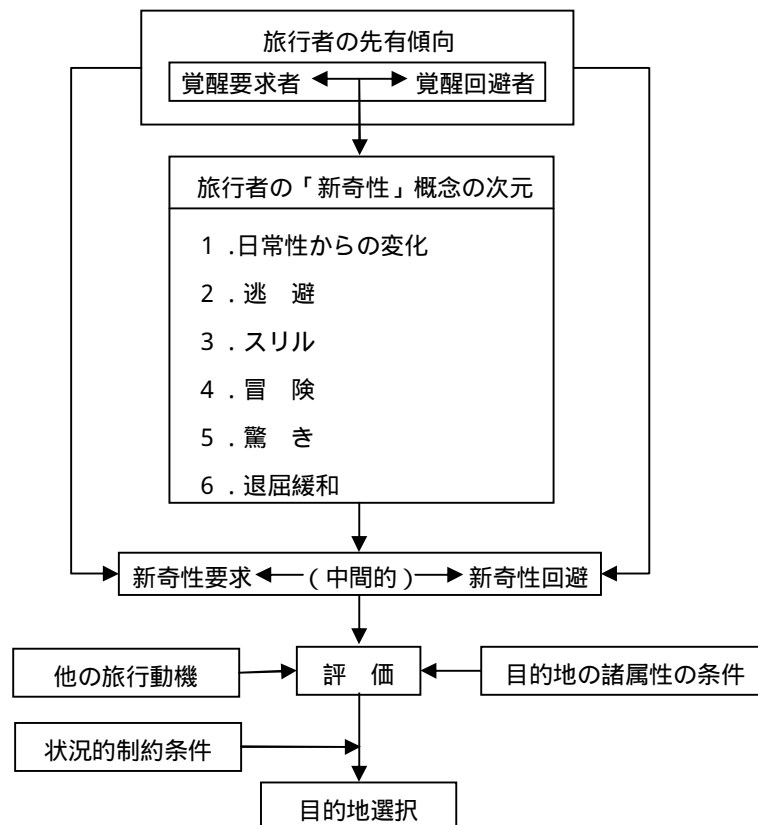 旅行者の先有傾向
覚醒要求者 覚醒回避者
旅行者の「新奇性」概念の次元
1．日常性からの変化
2．逃　避
3．スリル
4．冒　険
5．驚　き
6．退屈緩和
新奇性要求 (中間的) 新奇性回避
他の旅行動機 評　価 目的地の諸属性の条件
状況的制約条件
目的地選択